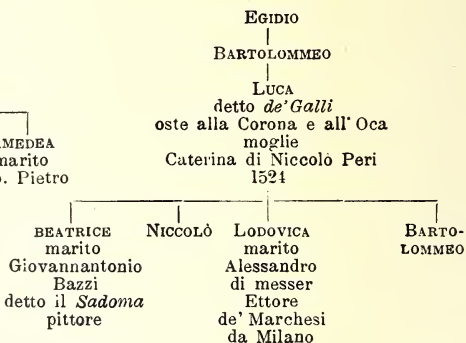 EGIDIO
BARTOLOMMEO
LUCA
detto de' Galli
oste alla Corona e all' Oca
moglie
Caterina di Niccolò Peri
1524
MEDEA
marito
. Pietro
BEATRICE
marito
Giovannantonio
Bazzi
detto il Sadoma
pittore
NICCOLÒ
LODOVICA
marito
Alessandro
di messer
Ettore
de' Marchesi
da Milano
BARTO-
LOMMEO